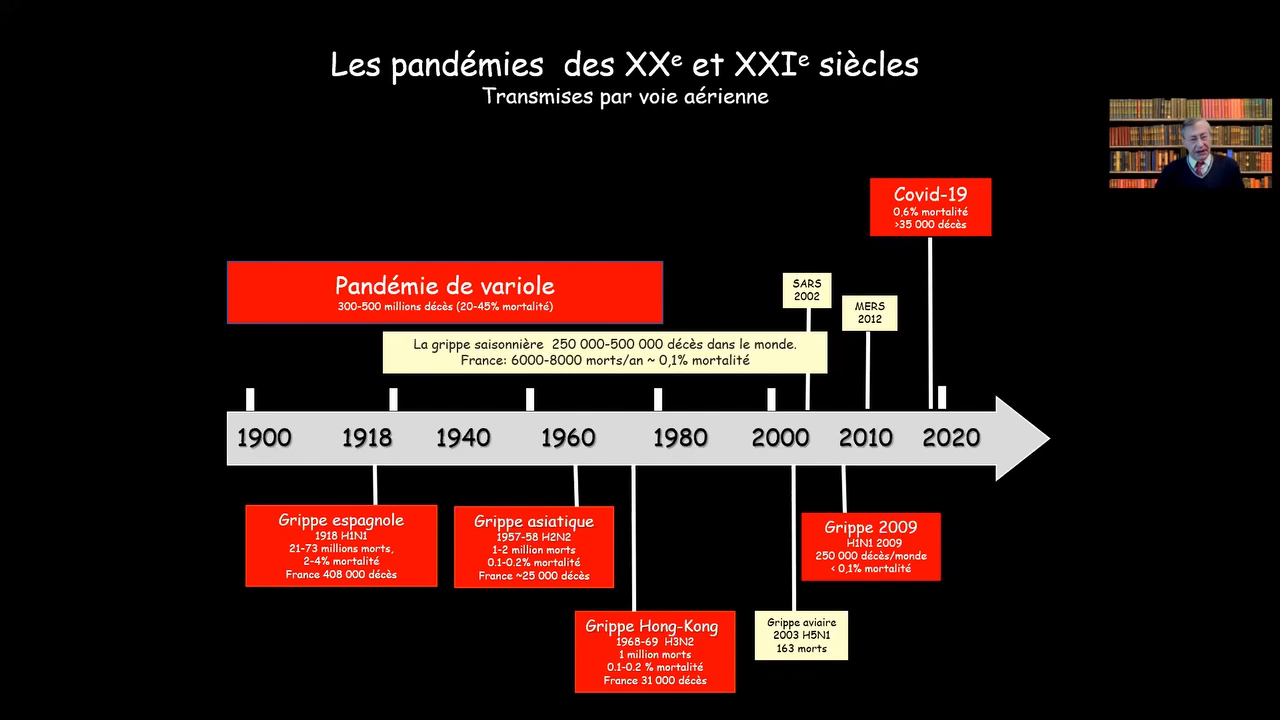 Les pandémies des XXe et XXIe siècles
Transmises par voie aérienne
Covid-19
0,6% mortalité
>35 000 décès
Pandémie de variole
300-500 millions décès (20-45% mortalité)
SARS
2002
MERS
2012
La grippe saisonnière 250 000-500 000 décès dans le monde.
France: 6000-8000 morts/an ~ 0,1% mortalité
1900 1918 1940 1960 1980 2000 2010 2020
Grippe espagnole
1918 H1N1
21-73 millions morts,
2-4% mortalité
France 408 000 décès
Grippe asiatique
1957-58 H2N2
1-2 million morts
0.1-0.2% mortalité
France ~25 000 décès
Grippe 2009
H1N1 2009
250 000 décès/monde
< 0,1% mortalité
Grippe Hong-Kong
1968-69 H3N2
1 million morts
0.1-0.2 % mortalité
France 31 000 décès
Grippe aviaire
2003 H5N1
163 morts